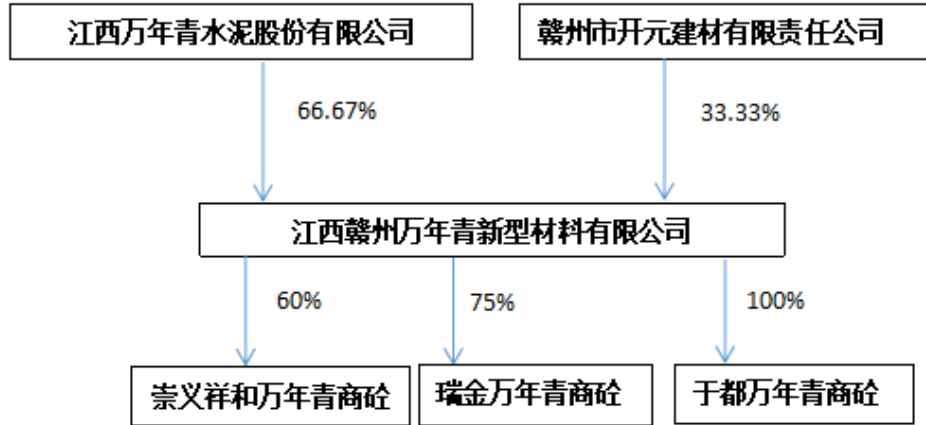 江西万年青水泥股份有限公司
赣州市开元建材有限责任公司
66.67%
33.33%
江西赣州万年青新型材料有限公司
60%
75%
100%
崇义祥和万年青商砼
瑞金万年青商砼
于都万年青商砼